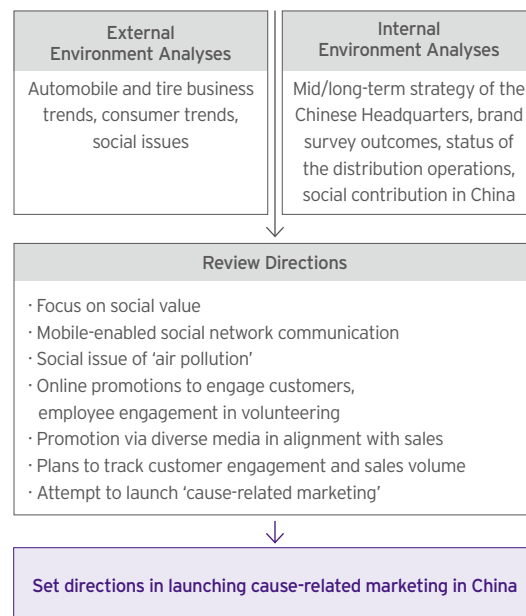 External
Environment Analyses
Automobile and tire business
trends, consumer trends,
social issues
Internal
Environment Analyses
Mid/long-term strategy of the
Chinese Headquarters, brand
survey outcomes, status of
the distribution operations,
social contribution in China
Review Directions
· Focus on social value
· Mobile-enabled social network communication
· Social issue of ‘air pollution’
· Online promotions to engage customers,
employee engagement in volunteering
· Promotion via diverse media in alignment with sales
· Plans to track customer engagement and sales volume
· Attempt to launch ‘cause-related marketing’
Set directions in launching cause-related marketing in China